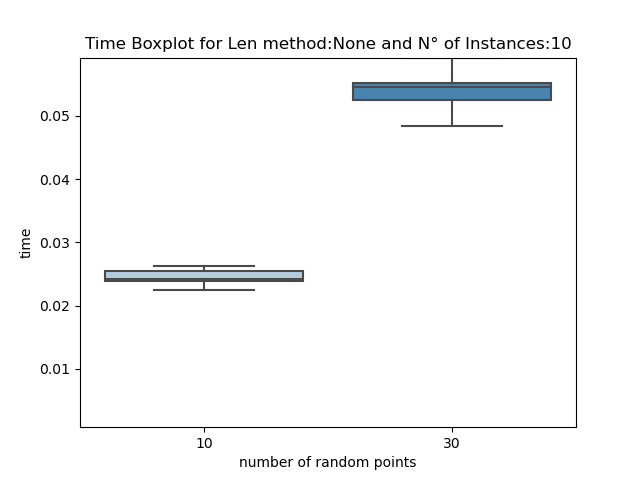 Time Boxplot for Len method:None and N° of Instances:10
0.05
0.04
0.03
0.02
0.01
time
10 30
number of random points